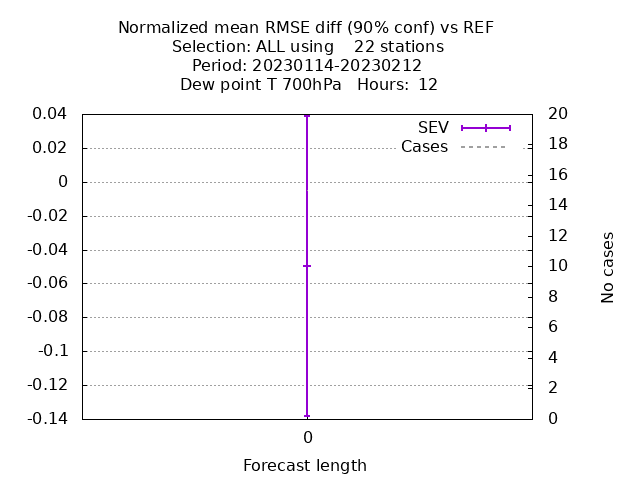 Normalized mean RMSE diff (90% conf) vs REF
Selection: ALL using    22 stations
Period: 20230114-20230212
Dew point T 700hPa   Hours:  12
SEV
Cases
0.04
0.02
0
-0.02
-0.04
-0.06
-0.08
-0.1
-0.12
-0.14
20
18
16
14
12
10
8
6
4
2
0
No cases
0
Forecast length